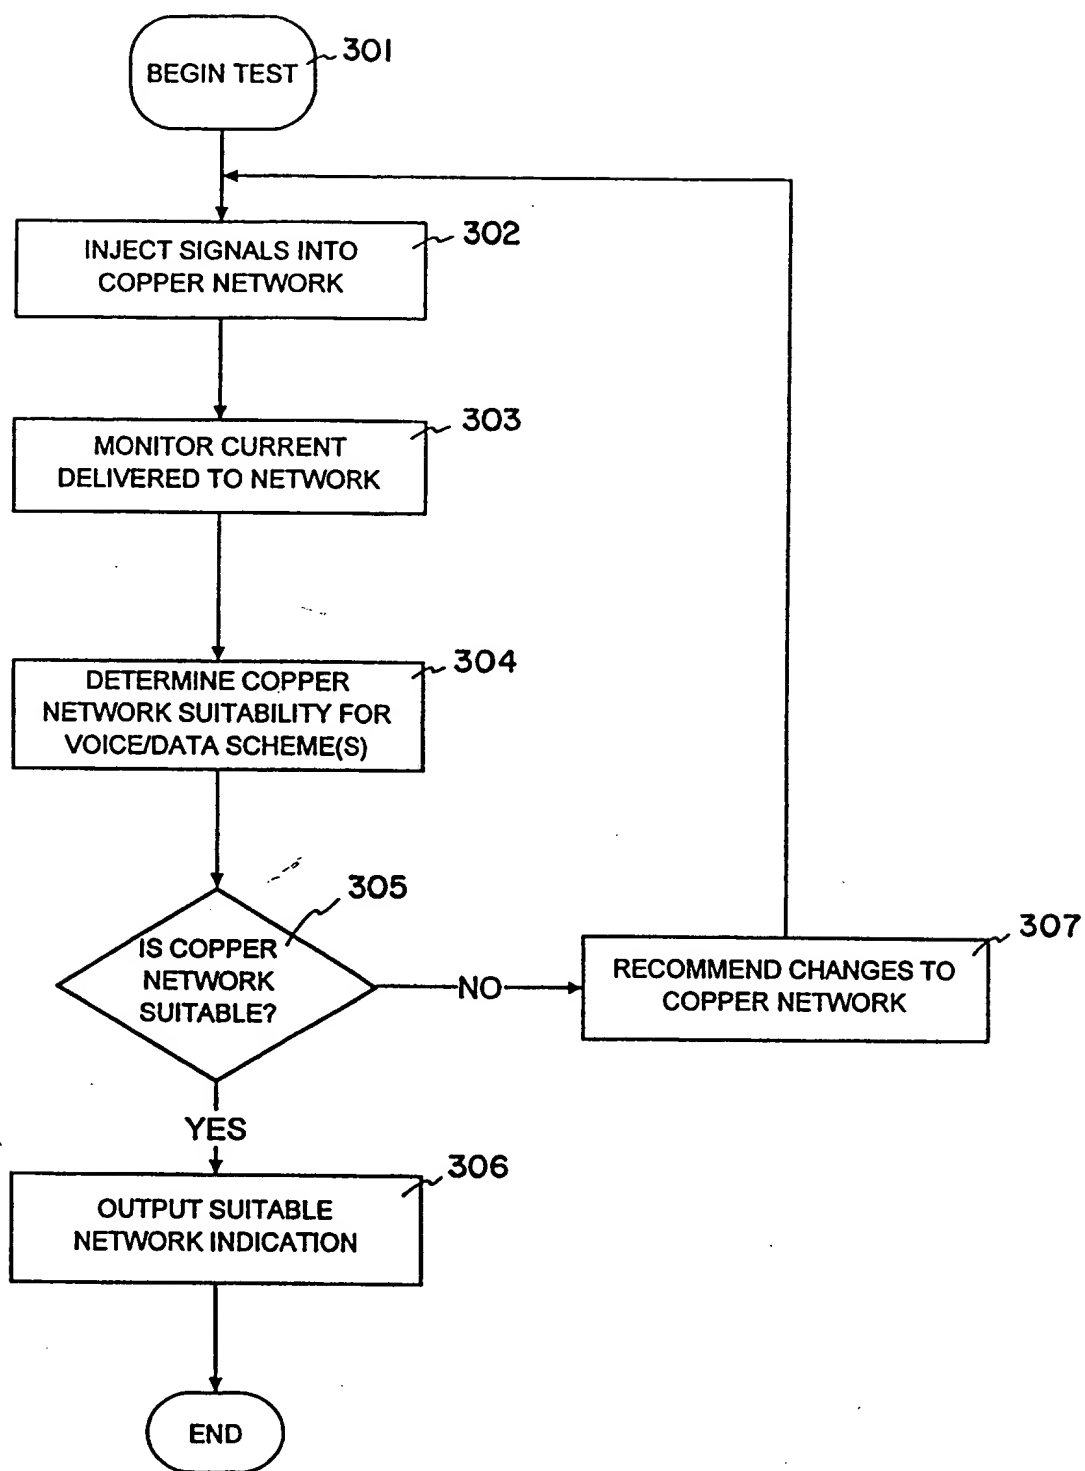 301
BEGIN TEST
302
INJECT SIGNALS INTO
COPPER NETWORK
303
MONITOR CURRENT
DELIVERED TO NETWORK
304
DETERMINE COPPER
NETWORK SUITABILITY FOR
VOICE/DATA SCHEME(S)
305
IS COPPER
NETWORK
SUITABLE?
NO
307
RECOMMEND CHANGES TO
COPPER NETWORK
YES
306
OUTPUT SUITABLE
NETWORK INDICATION
END